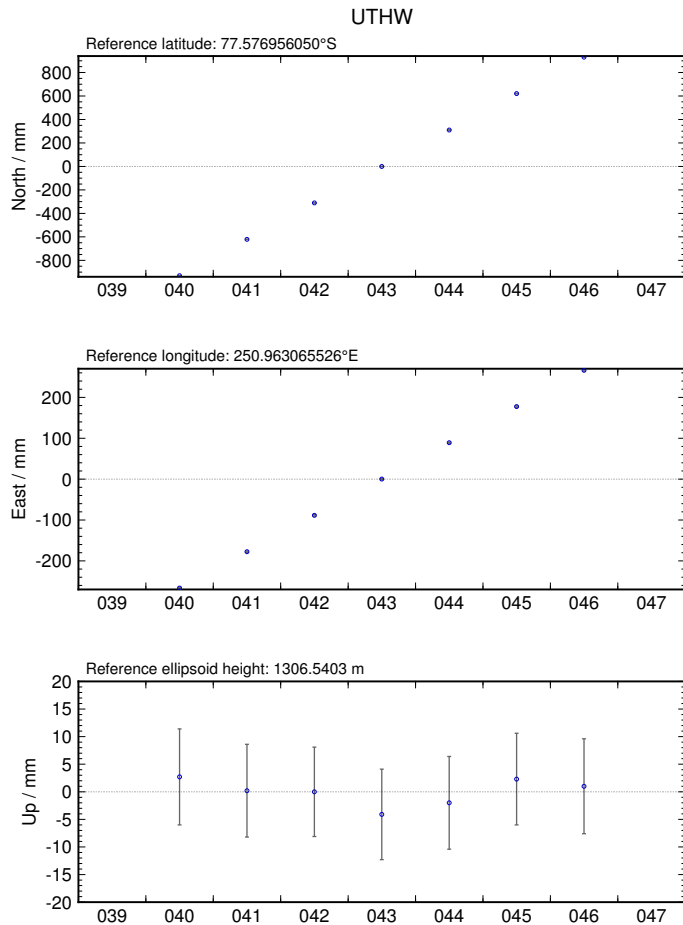 UTHW
Reference latitude: 77.576956050°S
North / mm
800
600
400
200
0
-200
-400
-600
-800
039 040 041 042 043 044 045 046 047
Reference longitude: 250.963065526°E
East / mm
200
100
0
-100
-200
039 040 041 042 043 044 045 046 047
Reference ellipsoid height: 1306.5403 m
Up / mm
20
15
10
5
0
-5
-10
-15
-20
039 040 041 042 043 044 045 046 047